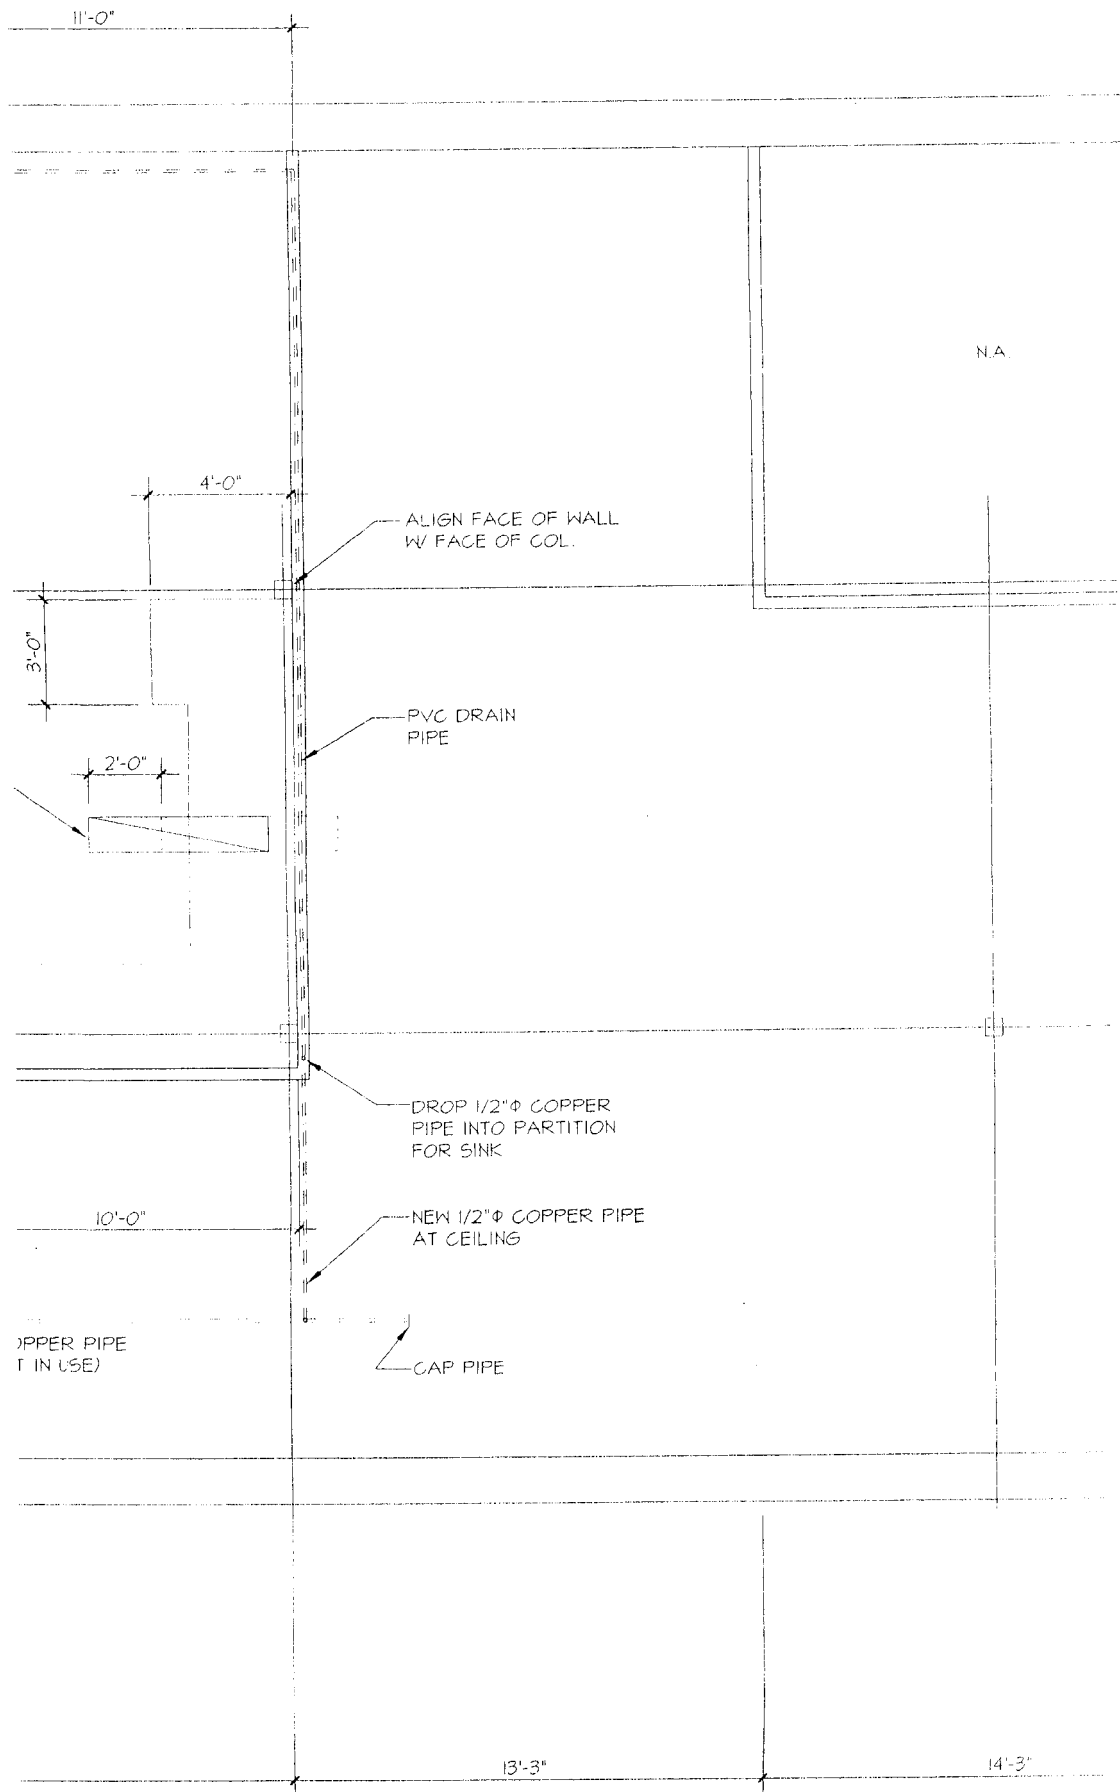 11'-0"
N.A.
4'-0"
ALIGN FACE OF WALL
W/ FACE OF COL.
3'-0"
PVC DRAIN
PIPE
2'-0"
DROP 1/2"Φ COPPER
PIPE INTO PARTITION
FOR SINK
10'-0"
NEW 1/2"Φ COPPER PIPE
AT CEILING
OPPER PIPE
T IN USE)
CAP PIPE
13'-3"
14'-3"